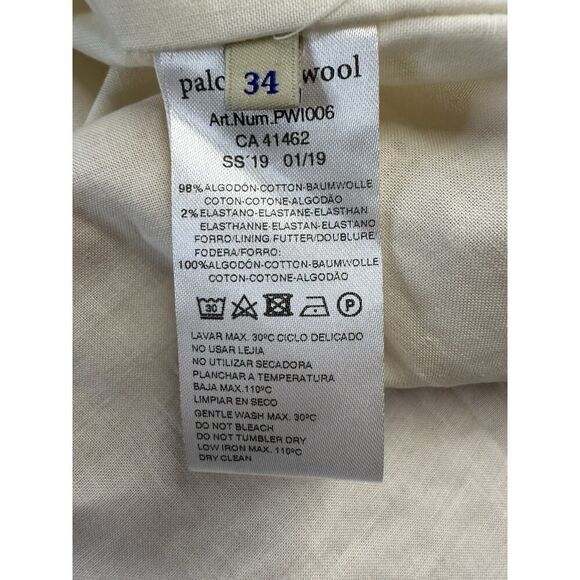 palo wool
34
Art.Num.PWI006
CA 41462
SS'19 01/19
98%ALGODÓN-COTTON-BAUMWOLLE
COTON-COTONE-ALGODÃO
2%ELASTANO-ELASTANE-ELASTHAN
ELASTHANNE-ELASTAN-ELASTANO
FORRO/LINING FUTTER/DOUBLURE/
FODERA/FORRO:
100%ALGODÓN-COTTON-BAUMWOLLE
COTON-COTONE-ALGODÃO
30 P
LAVAR MAX. 30ºC CICLO DELICADO
NO USAR LEJIA
NO UTILIZAR SECADORA
PLANCHAR A TEMPERATURA
BAJA MAX.110ºC
LIMPIAR EN SECO
GENTLE WASH MAX. 30ºC
DO NOT BLEACH
DO NOT TUMBLER DRY
LOW IRON MAX. 110ºC
DRY CLEAN